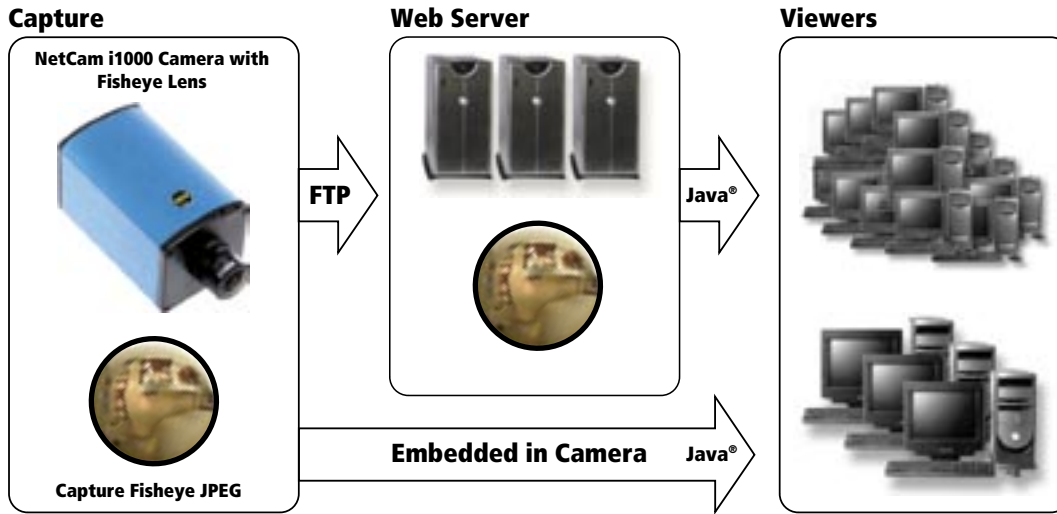 Capture
NetCam i1000 Camera with
Fisheye Lens
Capture Fisheye JPEG
FTP
Web Server
Java®
Embedded in Camera Java®
Viewers